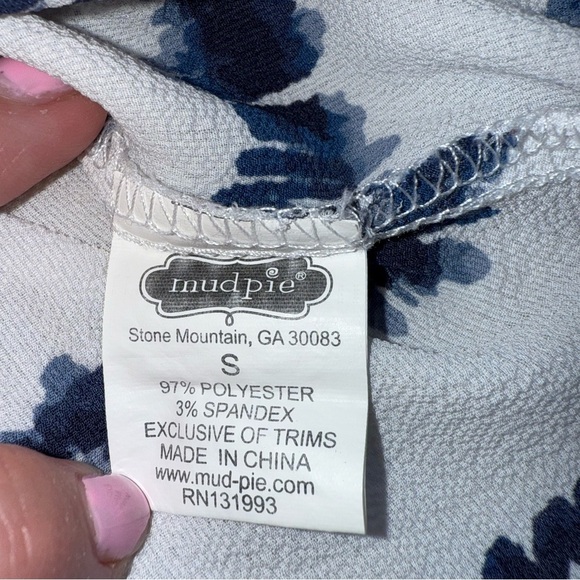 mudpie®
Stone Mountain, GA 30083
S
97% POLYESTER
3% SPANDEX
EXCLUSIVE OF TRIMS
MADE IN CHINA
www.mud-pie.com
RN131993